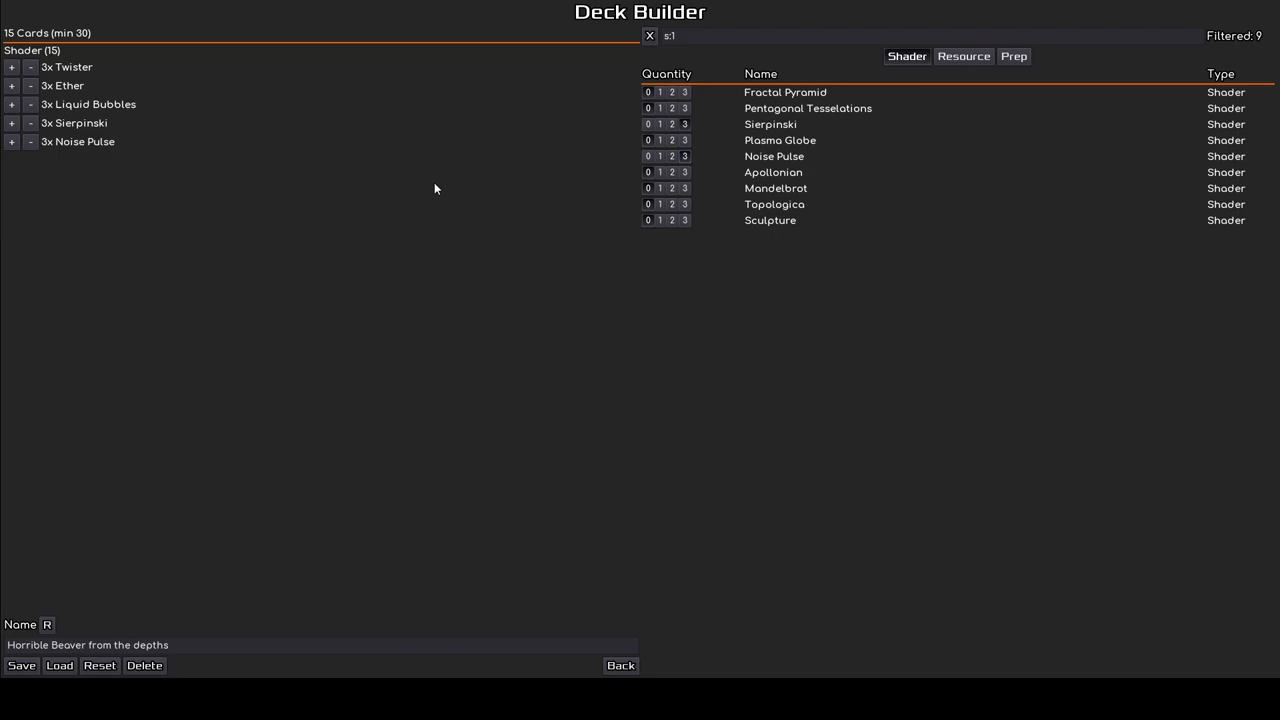 Deck Builder
15 Cards (min 30)
Shader (15)
+ - 3x Twister
+ - 3x Ether
+ - 3x Liquid Bubbles
+ - 3x Sierpinski
+ - 3x Noise Pulse
Name R
Horrible Beaver from the depths
Save Load Reset Delete Back
X s:1 Filtered: 9
Shader Resource Prep
Quantity Name Type
0 1 2 3 Fractal Pyramid Shader
0 1 2 3 Pentagonal Tesselations Shader
0 1 2 3 Sierpinski Shader
0 1 2 3 Plasma Globe Shader
0 1 2 3 Noise Pulse Shader
0 1 2 3 Apollonian Shader
0 1 2 3 Mandelbrot Shader
0 1 2 3 Topologica Shader
0 1 2 3 Sculpture Shader